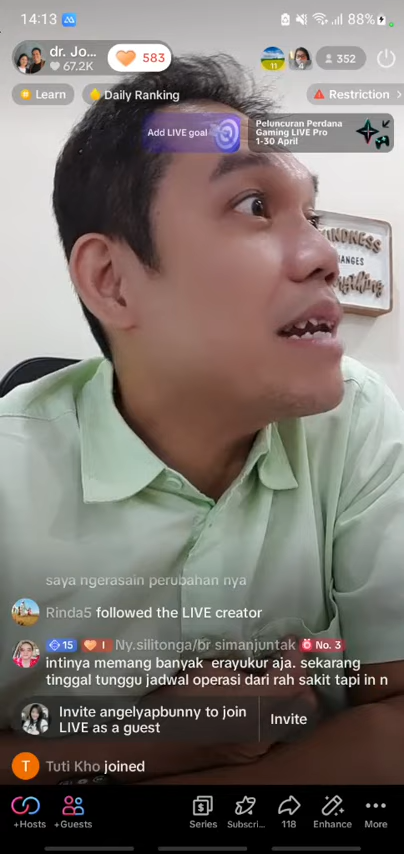 14:13
88%
dr. Jo...
67.2K
583
11
352
Learn
Daily Ranking
Restriction >
Add LIVE goal
Peluncuran Perdana
Gaming LIVE Pro
1-30 April
KINDNESS
CHANGES
saya ngerasain perubahan nya
Rinda5 followed the LIVE creator
15 1 Ny.silitonga/br simanjuntak No. 3
intinya memang banyak erayukur aja. sekarang
tinggal tunggu jadwal operasi dari rah sakit tapi in n
Invite angelyapbunny to join
LIVE as a guest
Invite
T
Tuti Kho joined
+Hosts
+Guests
Series
Subscri...
118
Enhance
More